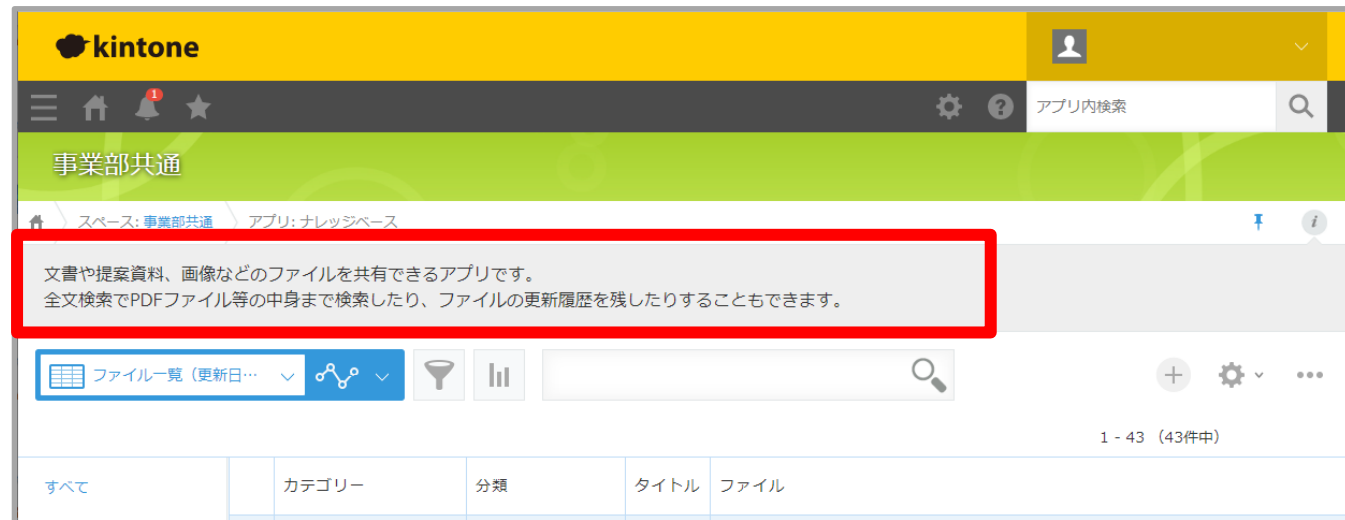 kintone
1
アプリ内検索
事業部共通
スペース: 事業部共通 アプリ: ナレッジベース
文書や提案資料、画像などのファイルを共有できるアプリです。
全文検索でPDFファイル等の中身まで検索したり、ファイルの更新履歴を残したりすることもできます。
ファイル一覧（更新日…
1 - 43 （43件中）
すべて カテゴリー 分類 タイトル ファイル